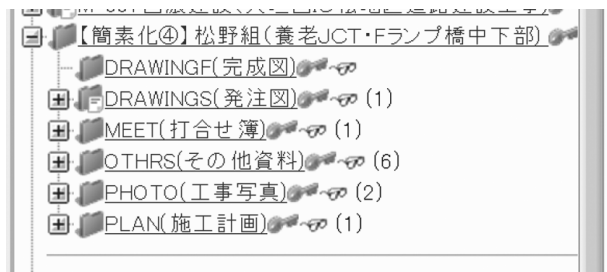 【簡素化④】松野組(養老JCT・Fランプ橋中下部)
DRAWINGF(完成図)
DRAWINGS(発注図) (1)
MEET(打合せ簿) (1)
OTHRS(その他資料) (6)
PHOTO(工事写真) (2)
PLAN(施工計画) (1)